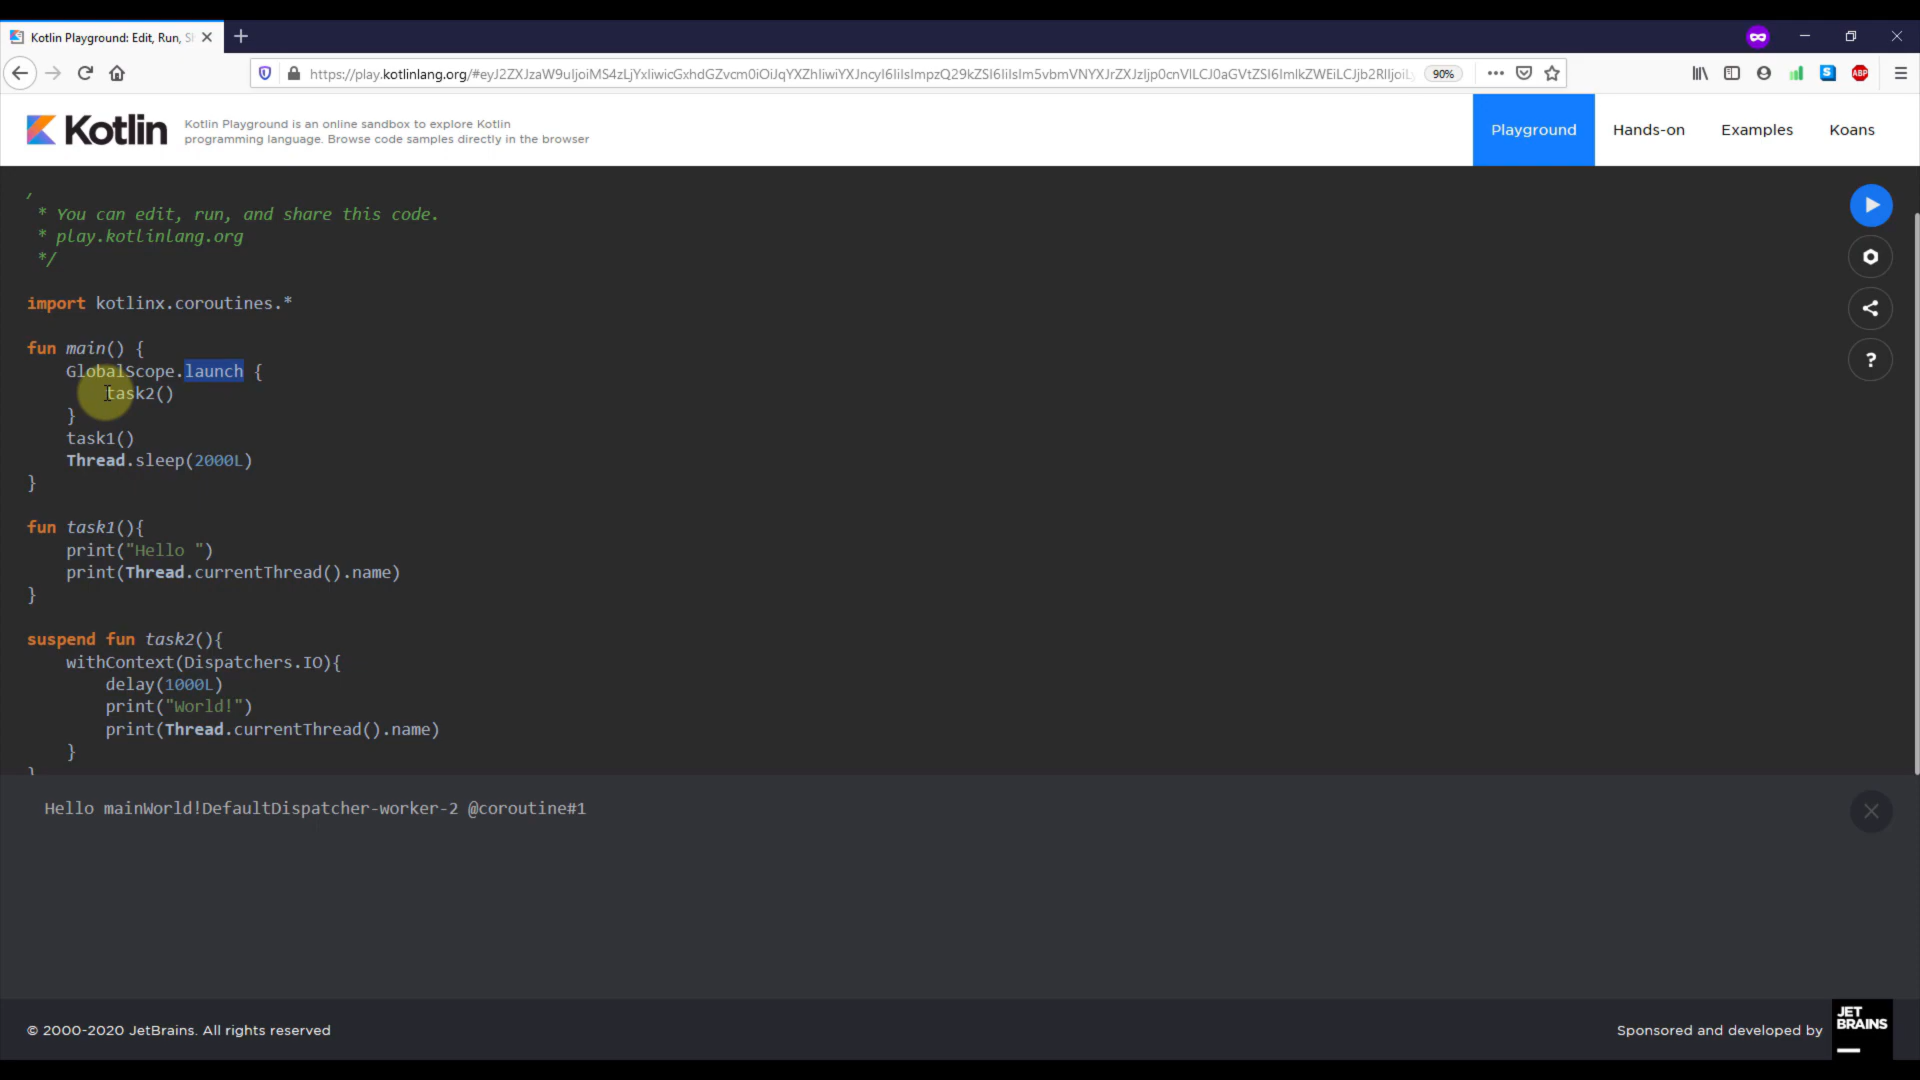 Kotlin Playground: Edit, Run, S
https://play.kotlinlang.org/#eyJ2ZXJzaW9uIjoiMS4zLjYxIiwicGxhdGZvcm0iOiJqYXZhIiwiYXJncyI6IiIsImpzQ29kZSI6IiIsIm5vbmVNYXJrZXJzIjp0cnVlLCJ0aGVtZSI6ImlkZWEiLCJjb2RlIjoiL
90%
ABP
Kotlin
Kotlin Playground is an online sandbox to explore Kotlin
programming language. Browse code samples directly in the browser
Playground
Hands-on
Examples
Koans
* You can edit, run, and share this code.
* play.kotlinlang.org
*/
import kotlinx.coroutines.*
fun main() {
GlobalScope.launch {
task2()
}
task1()
Thread.sleep(2000L)
}
fun task1(){
print("Hello ")
print(Thread.currentThread().name)
}
suspend fun task2(){
withContext(Dispatchers.IO){
delay(1000L)
print("World!")
print(Thread.currentThread().name)
}
}
Hello mainWorld!DefaultDispatcher-worker-2 @coroutine#1
© 2000-2020 JetBrains. All rights reserved
Sponsored and developed by
JET
BRAINS